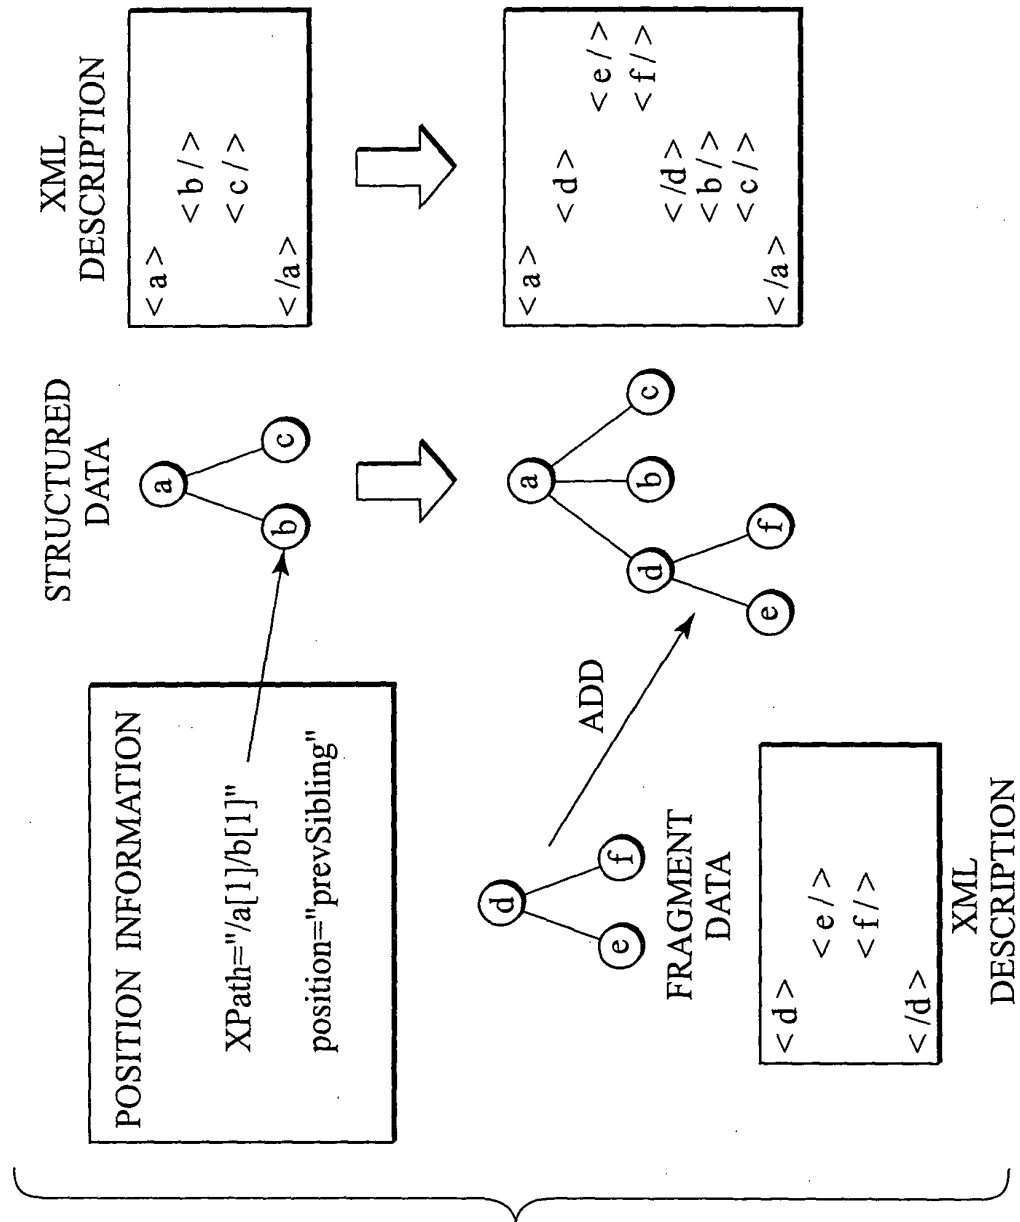 POSITION INFORMATION
XPath="/a[1]/b[1]"
position="prevSibling"
STRUCTURED
DATA
a
b
c
XML
DESCRIPTION
<a>
<b/>
<c/>
</a>
d
e
f
FRAGMENT
DATA
ADD
a
d
b
c
e
f
<a>
<d>
<e/>
<f/>
</d>
<b/>
<c/>
</a>
<d>
<e/>
<f/>
</d>
XML
DESCRIPTION